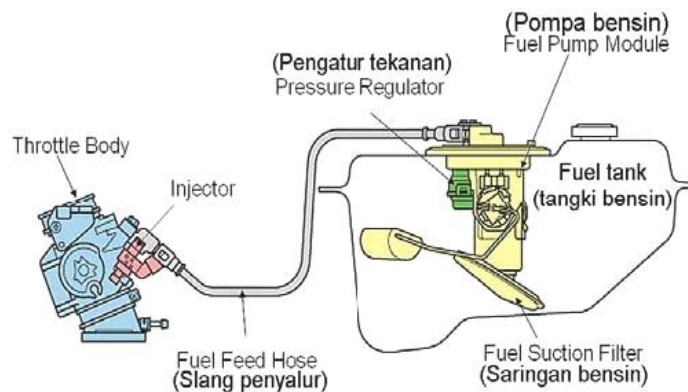 (Pompa bensin)
Fuel Pump Module
(Pengatur tekanan)
Pressure Regulator
Throttle Body
Injector
Fuel tank
(tangki bensin)
Fuel Feed Hose
(Slang penyalur)
Fuel Suction Filter
(Saringan bensin)